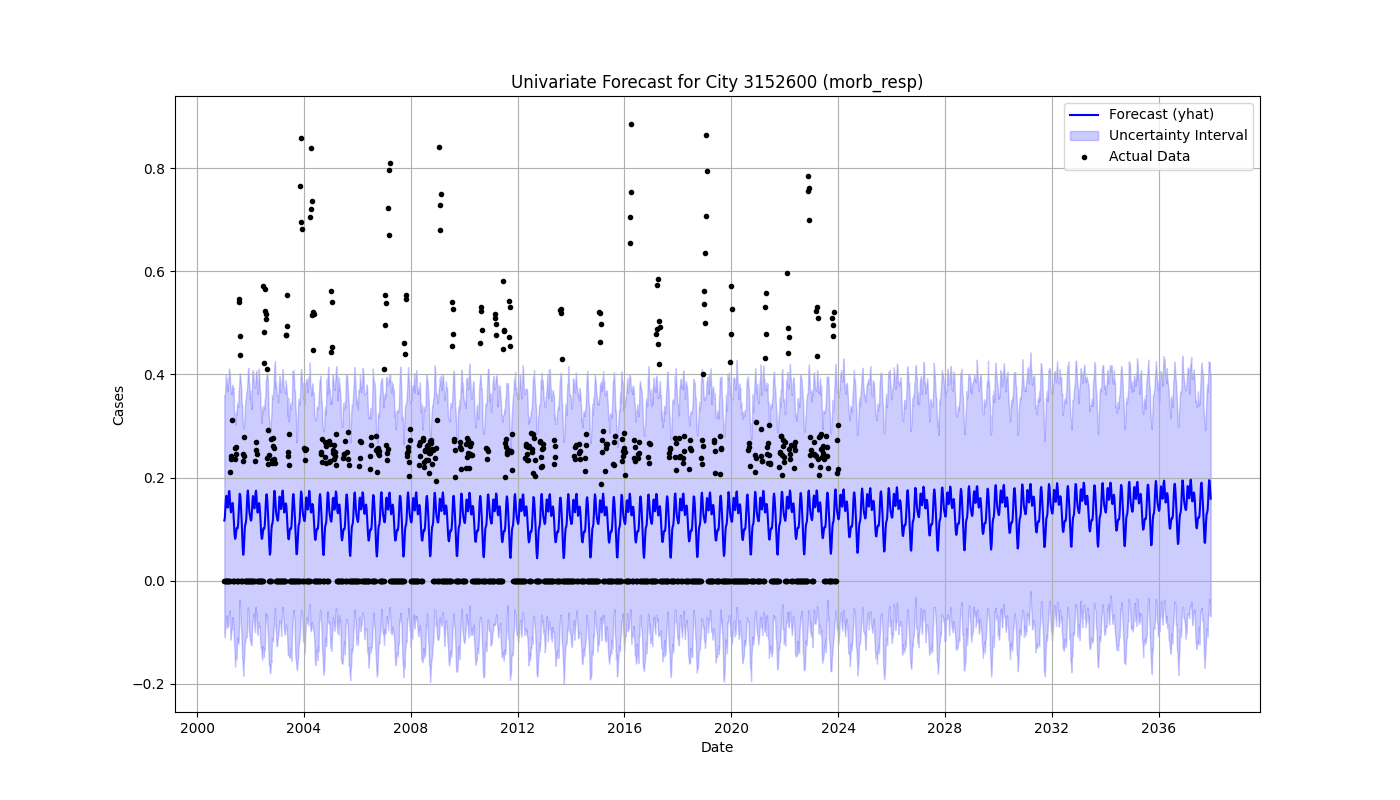 Univariate Forecast for City 3152600 (morb_resp)
Forecast (yhat)
Uncertainty Interval
Actual Data
Cases
0.8
0.6
0.4
0.2
0.0
−0.2
2000 2004 2008 2012 2016 2020 2024 2028 2032 2036
Date